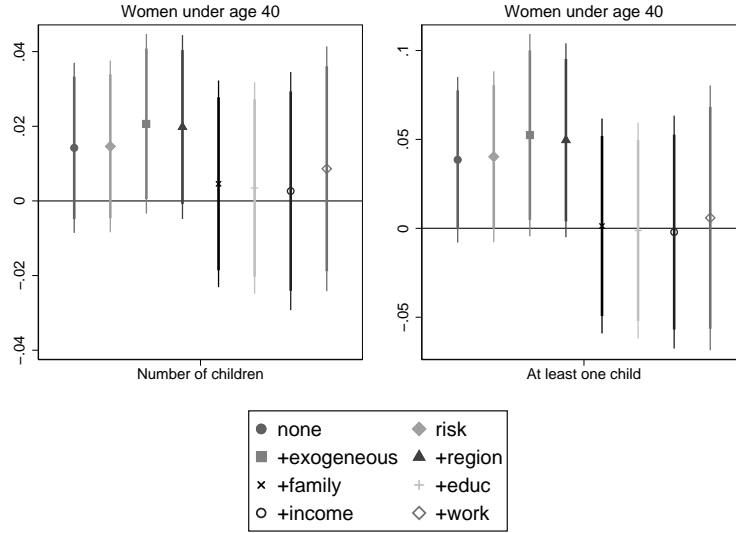 Women under age 40
.04
.02
0
-.02
-.04
Number of children
Women under age 40
.1
.05
0
-.05
At least one child
none
risk
+exogeneous
+region
+family
+educ
+income
+work